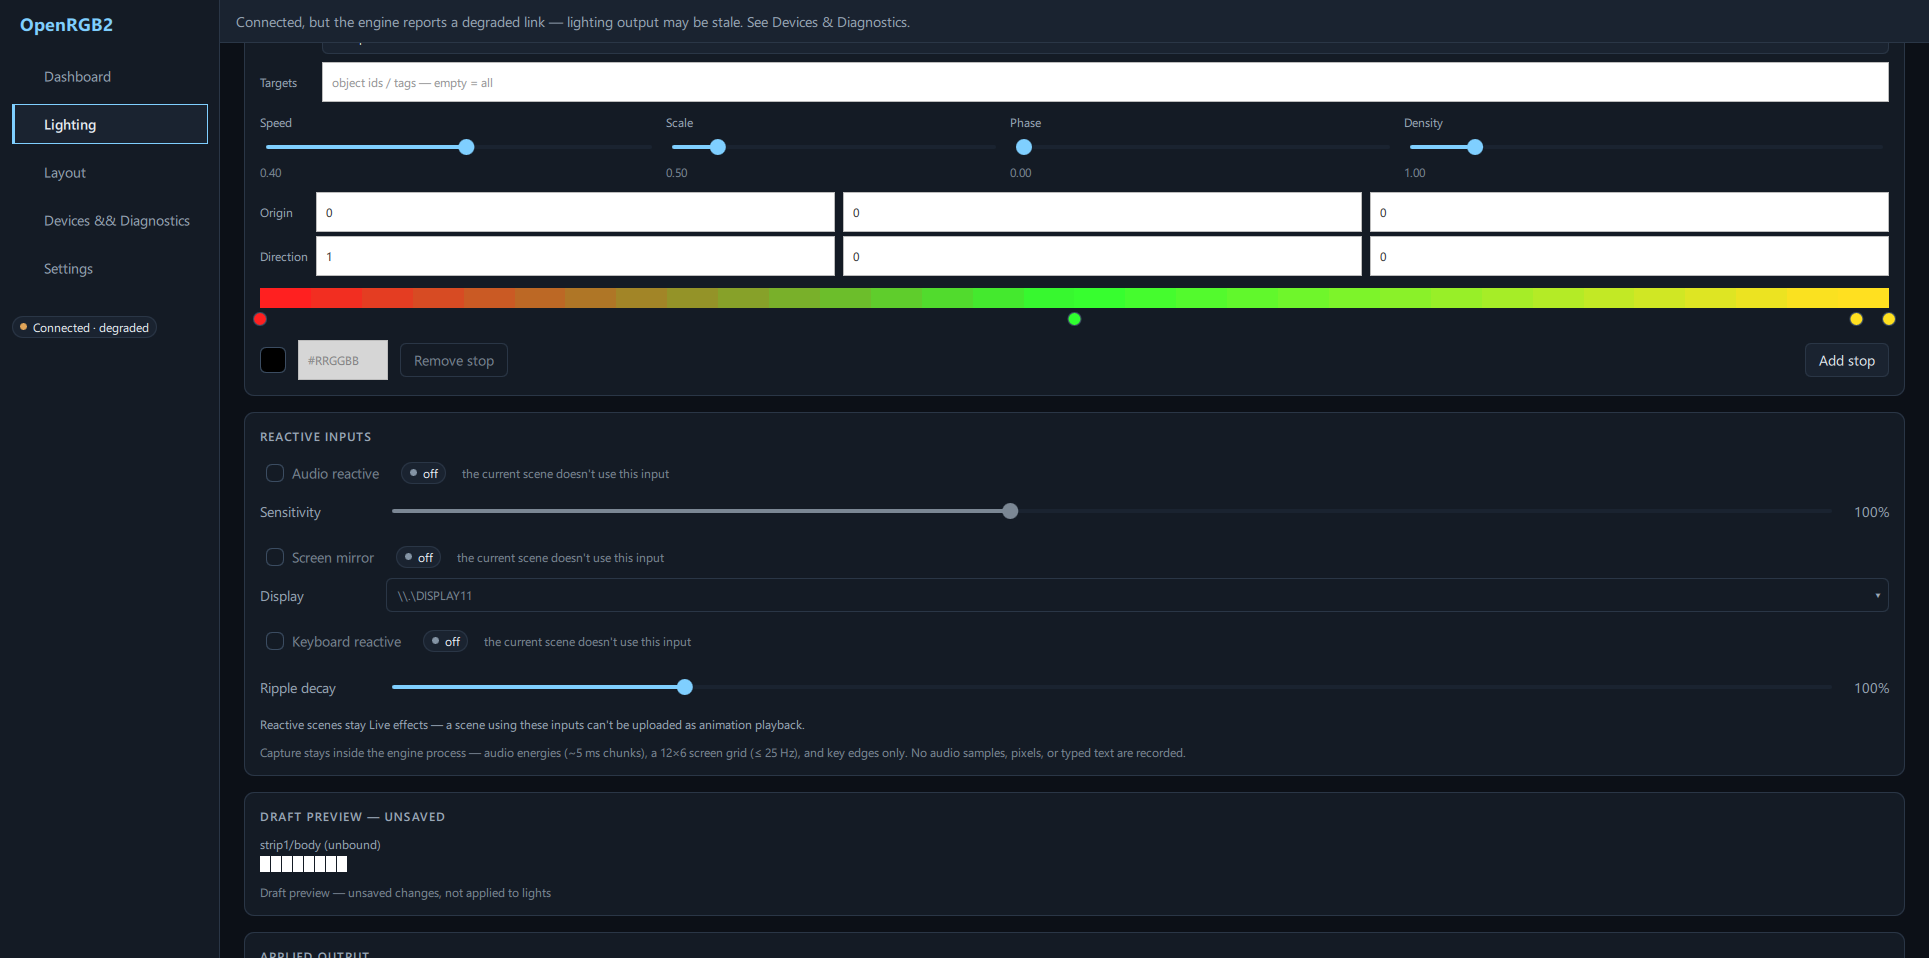 OpenRGB2
Dashboard
Lighting
Layout
Devices && Diagnostics
Settings
Connected · degraded
Connected, but the engine reports a degraded link — lighting output may be stale. See Devices & Diagnostics.
Targets
object ids / tags — empty = all
Speed Scale Phase Density
0.40 0.50 0.00 1.00
Origin 0 0 0
Direction 1 0 0
#RRGGBB Remove stop Add stop
REACTIVE INPUTS
Audio reactive off the current scene doesn't use this input
Sensitivity 100%
Screen mirror off the current scene doesn't use this input
Display \\.\DISPLAY11
Keyboard reactive off the current scene doesn't use this input
Ripple decay 100%
Reactive scenes stay Live effects — a scene using these inputs can't be uploaded as animation playback.
Capture stays inside the engine process — audio energies (~5 ms chunks), a 12×6 screen grid (≤ 25 Hz), and key edges only. No audio samples, pixels, or typed text are recorded.
DRAFT PREVIEW — UNSAVED
strip1/body (unbound)
Draft preview — unsaved changes, not applied to lights
APPLIED OUTPUT